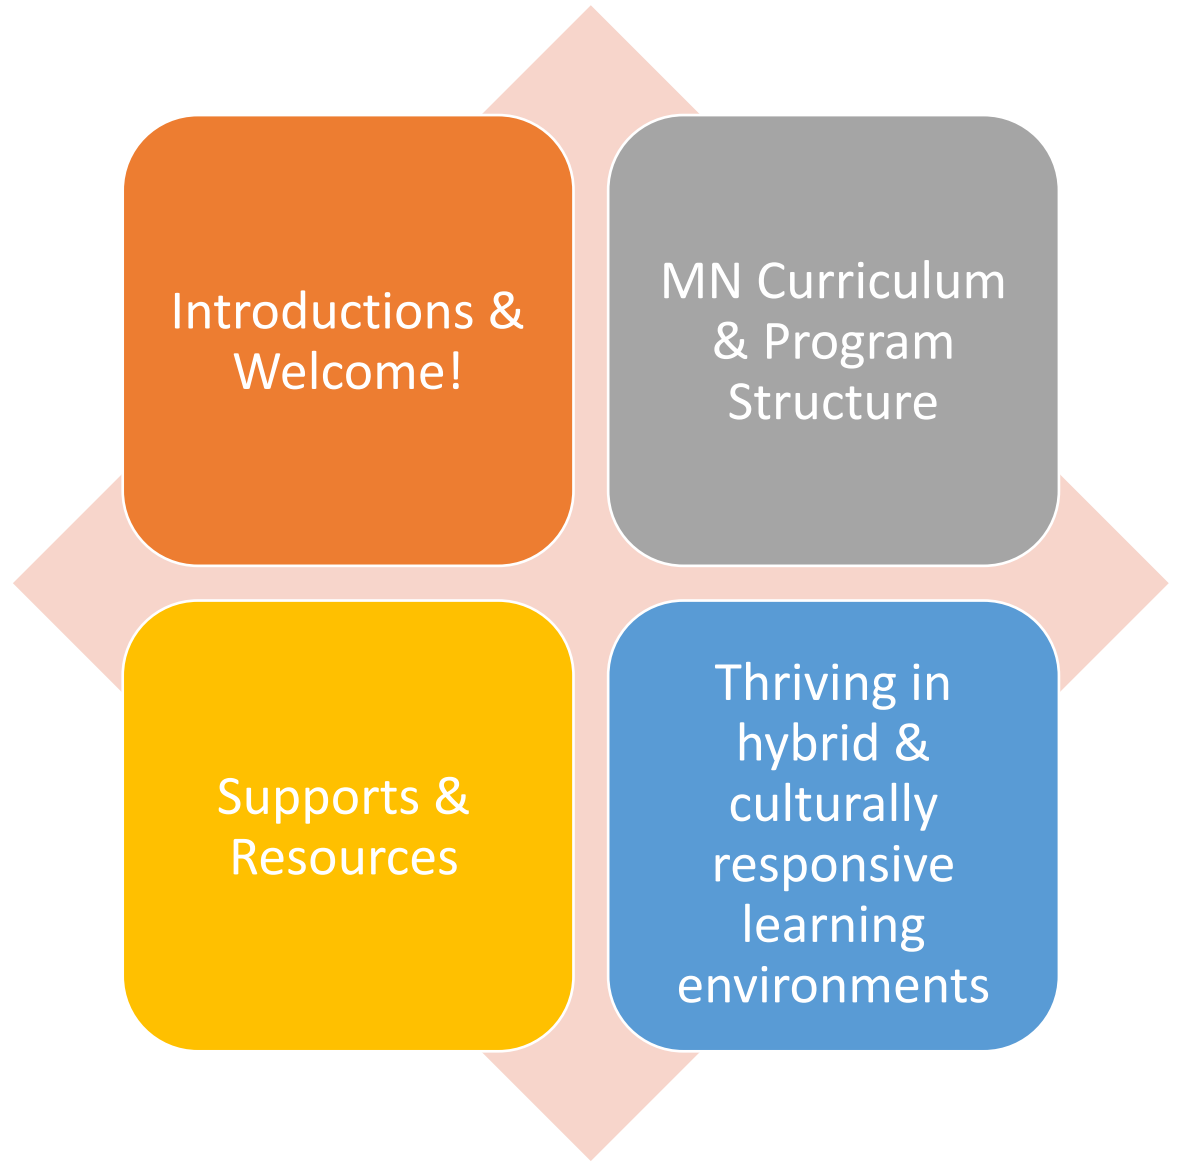 Introductions &
Welcome!
MN Curriculum
& Program
Structure
Supports &
Resources
Thriving in
hybrid &
culturally
responsive
learning
environments